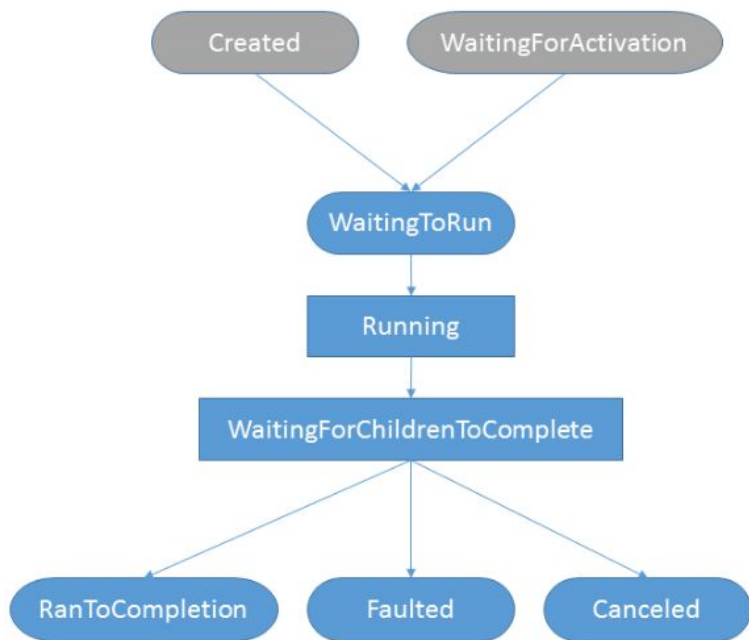 Created
WaitingForActivation
WaitingToRun
Running
WaitingForChildrenToComplete
RanToCompletion
Faulted
Canceled